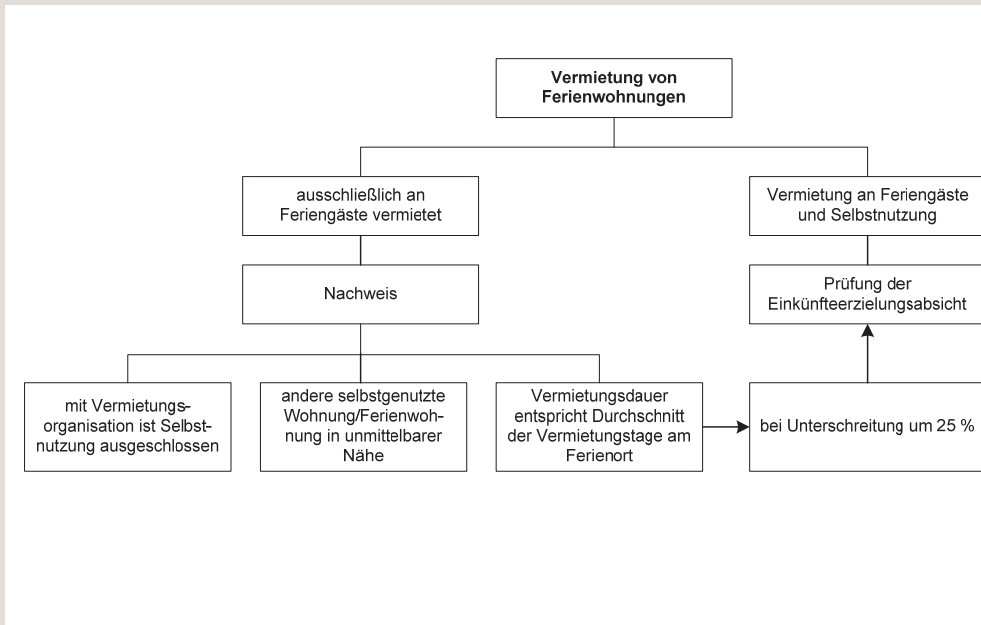 Vermietung von
Ferienwohnungen
ausschließlich an
Feriengäste vermietet
Vermietung an Feriengäste
und Selbstnutzung
Nachweis
Prüfung der
Einkünfteerzielungsabsicht
mit Vermietungs-
organisation ist Selbst-
nutzung ausgeschlossen
andere selbstgenutzte
Wohnung/Ferienwoh-
nung in unmittelbarer
Nähe
Vermietungsdauer
entspricht Durchschnitt
der Vermietungstage am
Ferienort
bei Unterschreitung um 25 %